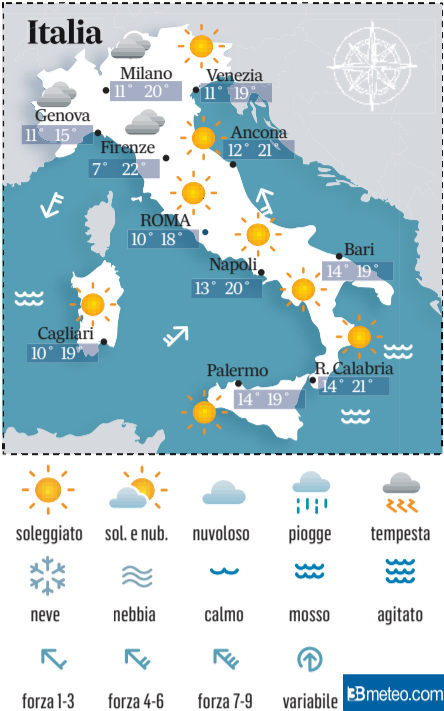 Italia
Milano
11° 20°
Venezia
11° 19°
Genova
11° 15°
Firenze
7° 22°
Ancona
12° 21°
ROMA
10° 18°
Napoli
13° 20°
Bari
14° 19°
Cagliari
10° 19°
Palermo
14° 19°
R. Calabria
14° 21°
soleggiato sol. e nub. nuvoloso piogge tempesta
neve nebbia calmo mosso agitato
forza 1-3 forza 4-6 forza 7-9 variabile
3Bmeteo.com